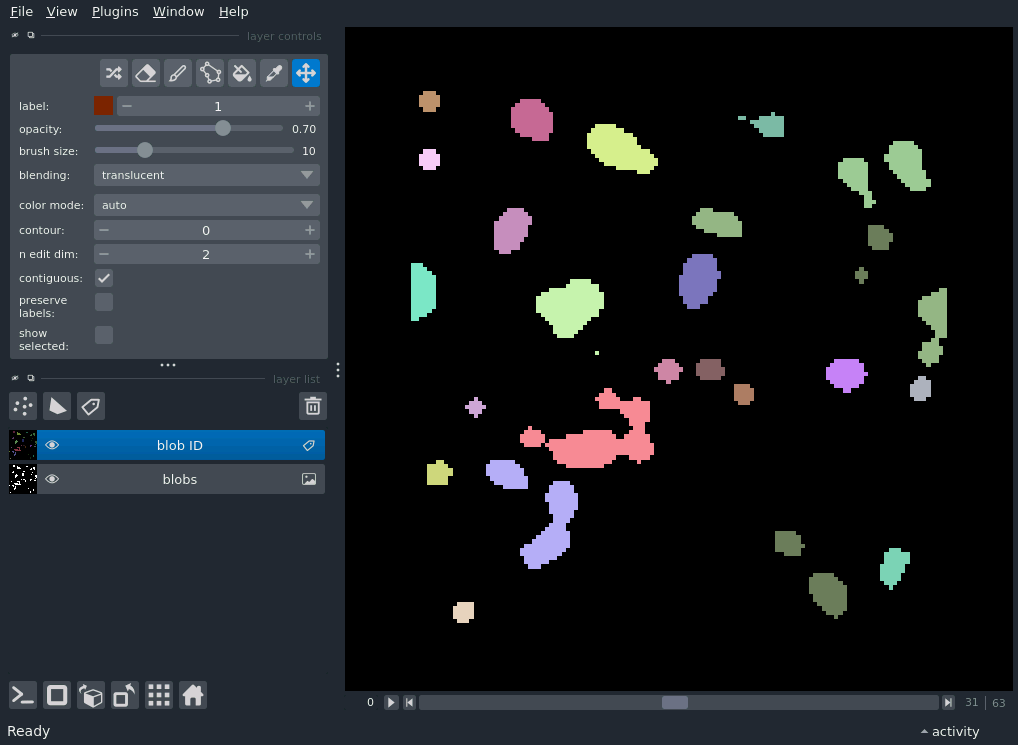 File View Plugins Window Help
layer controls
label: 1
opacity: 0.70
brush size: 10
blending: translucent
color mode: auto
contour: 0
n edit dim: 2
contiguous:
preserve
labels:
show
selected:
layer list
blob ID
blobs
0 31 63
Ready activity